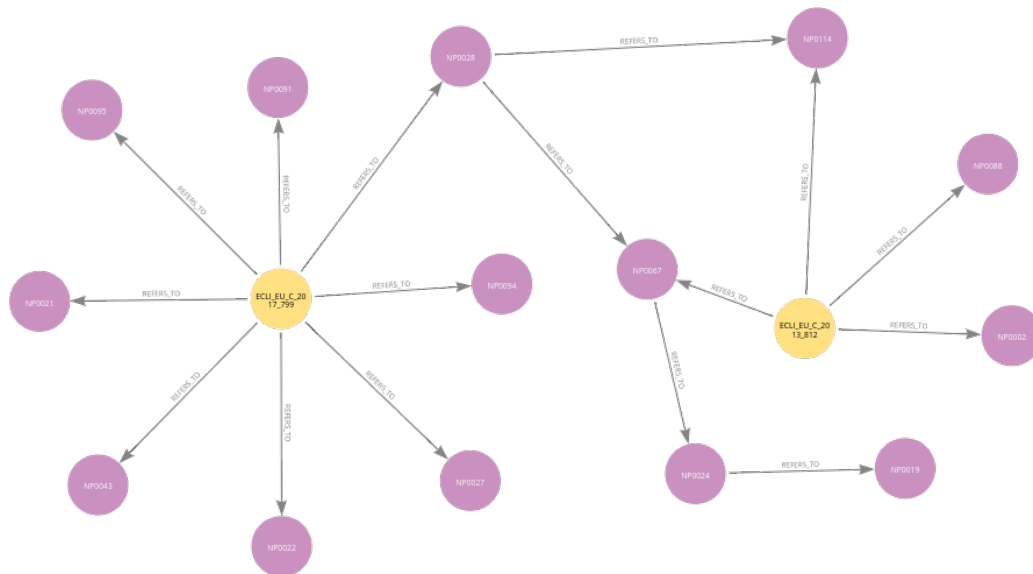 NP0114
REFERS_TO
NP0028
NP0091
NP0095
REFERS_TO
REFERS_TO
REFERS_TO
NP0088
REFERS_TO
REFERS_TO
REFERS_TO
REFERS_TO
NP0067
NP0094
REFERS_TO
REFERS_TO
REFERS_TO
NP0021
ECLI_EU_C_20
17_799
ECLI_EU_C_20
13_812
REFERS_TO
NP0002
REFERS_TO
REFERS_TO
REFERS_TO
REFERS_TO
NP0043
NP0027
NP0024
REFERS_TO
NP0019
NP0022